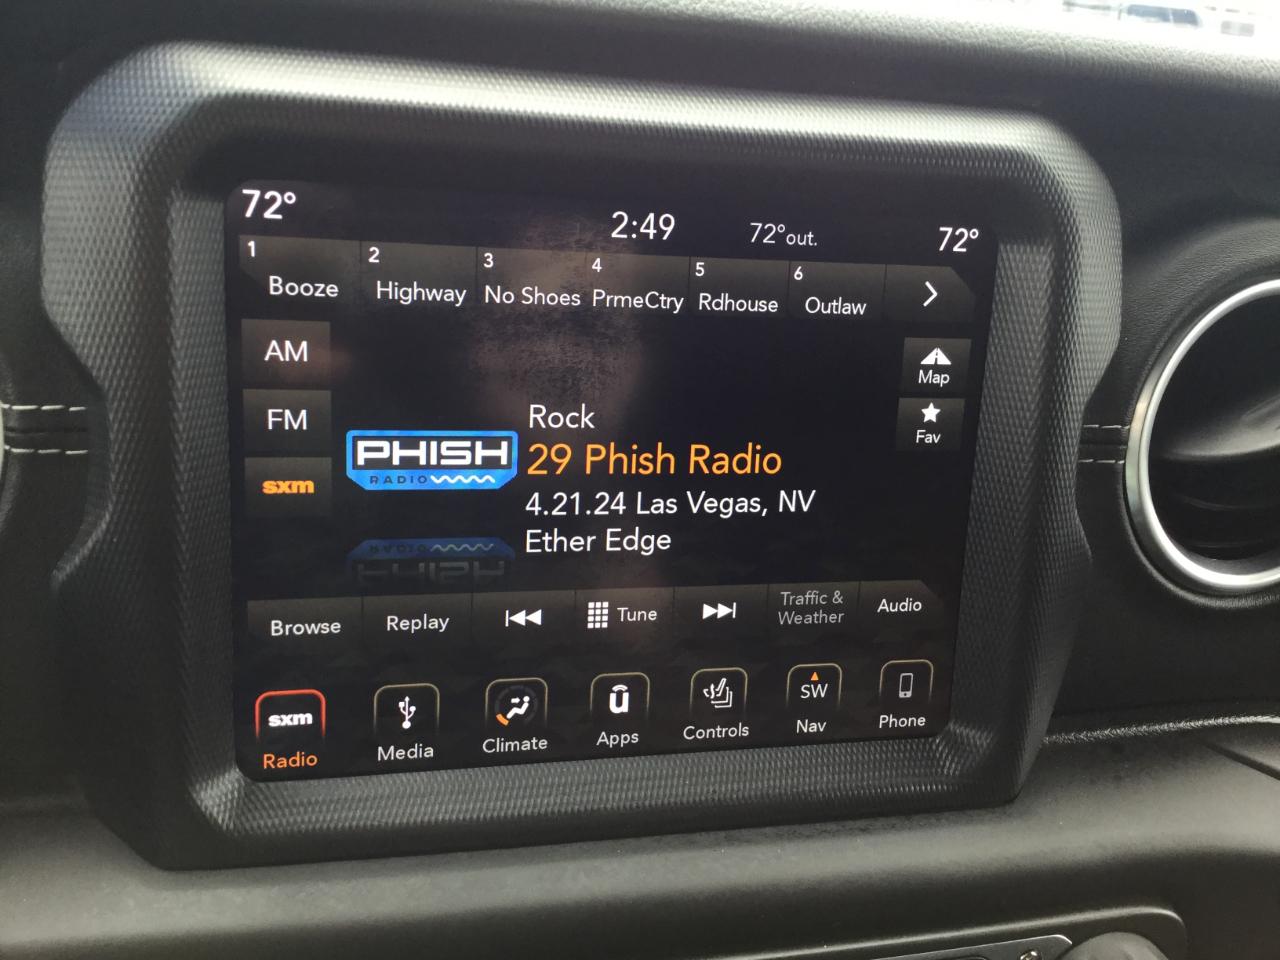 72°
2:49
72°out.
72°
1 Booze
2 Highway
3 No Shoes
4 PrmeCtry
5 Rdhouse
6 Outlaw
AM
Map
FM
Fav
sxm
PHISH
RADIO
Rock
29 Phish Radio
4.21.24 Las Vegas, NV
Ether Edge
Browse
Replay
Tune
Traffic &
Weather
Audio
sxm
Radio
Media
Climate
ū
Apps
Controls
SW
Nav
Phone